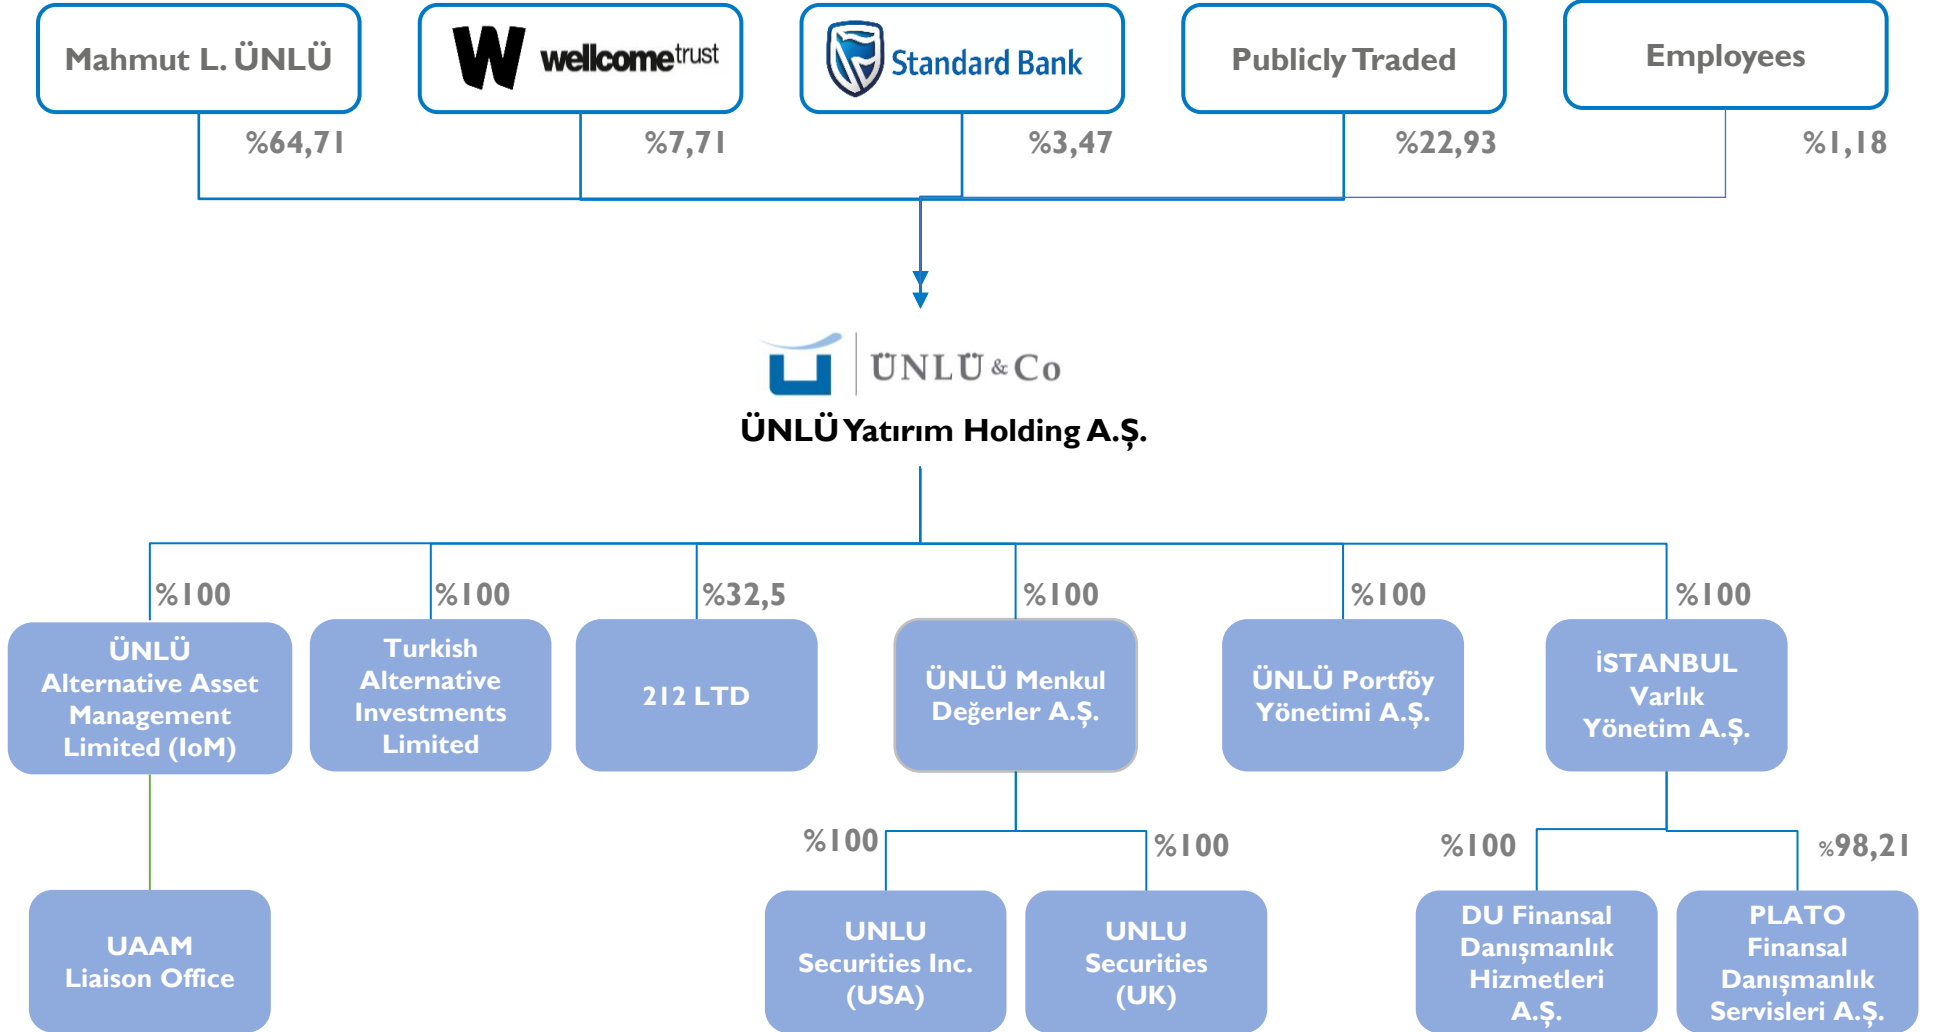 Mahmut L. ÜNLÜ
W wellcometrust
Standard Bank
Publicly Traded
Employees
%64,71
%7,71
%3,47
%22,93
%1,18
ÜNLÜ & Co
ÜNLÜ Yatırım Holding A.Ş.
%100
%100
%32,5
%100
%100
%100
ÜNLÜ
Alternative Asset
Management
Limited (IoM)
Turkish
Alternative
Investments
Limited
212 LTD
ÜNLÜ Menkul
Değerler A.Ş.
ÜNLÜ Portföy
Yönetimi A.Ş.
İSTANBUL
Varlık
Yönetim A.Ş.
%100
%100
%100
%98,21
UAAM
Liaison Office
UNLU
Securities Inc.
(USA)
UNLU
Securities
(UK)
DU Finansal
Danışmanlık
Hizmetleri
A.Ş.
PLATO
Finansal
Danışmanlık
Servisleri A.Ş.